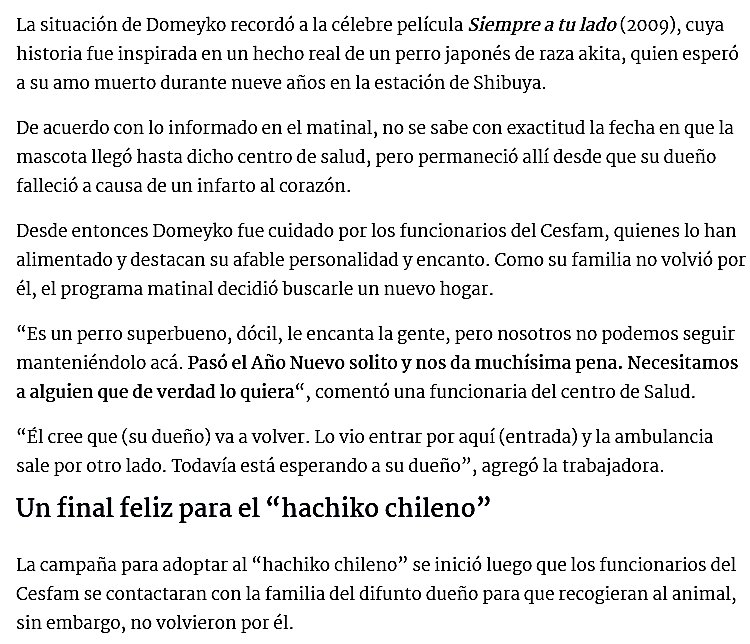 La situación de Domeyko recordó a la célebre película Siempre a tu lado (2009), cuya
historia fue inspirada en un hecho real de un perro japonés de raza akita, quien esperó
a su amo muerto durante nueve años en la estación de Shibuya.
De acuerdo con lo informado en el matinal, no se sabe con exactitud la fecha en que la
mascota llegó hasta dicho centro de salud, pero permaneció allí desde que su dueño
falleció a causa de un infarto al corazón.
Desde entonces Domeyko fue cuidado por los funcionarios del Cesfam, quienes lo han
alimentado y destacan su afable personalidad y encanto. Como su familia no volvió por
él, el programa matinal decidió buscarle un nuevo hogar.
“Es un perro superbueno, dócil, le encanta la gente, pero nosotros no podemos seguir
manteniéndolo acá. Pasó el Año Nuevo solito y nos da muchísima pena. Necesitamos
a alguien que de verdad lo quiera“, comentó una funcionaria del centro de Salud.
“Él cree que (su dueño) va a volver. Lo vio entrar por aquí (entrada) y la ambulancia
sale por otro lado. Todavía está esperando a su dueño”, agregó la trabajadora.
Un final feliz para el “hachiko chileno”
La campaña para adoptar al “hachiko chileno” se inició luego que los funcionarios del
Cesfam se contactaran con la familia del difunto dueño para que recogieran al animal,
sin embargo, no volvieron por él.